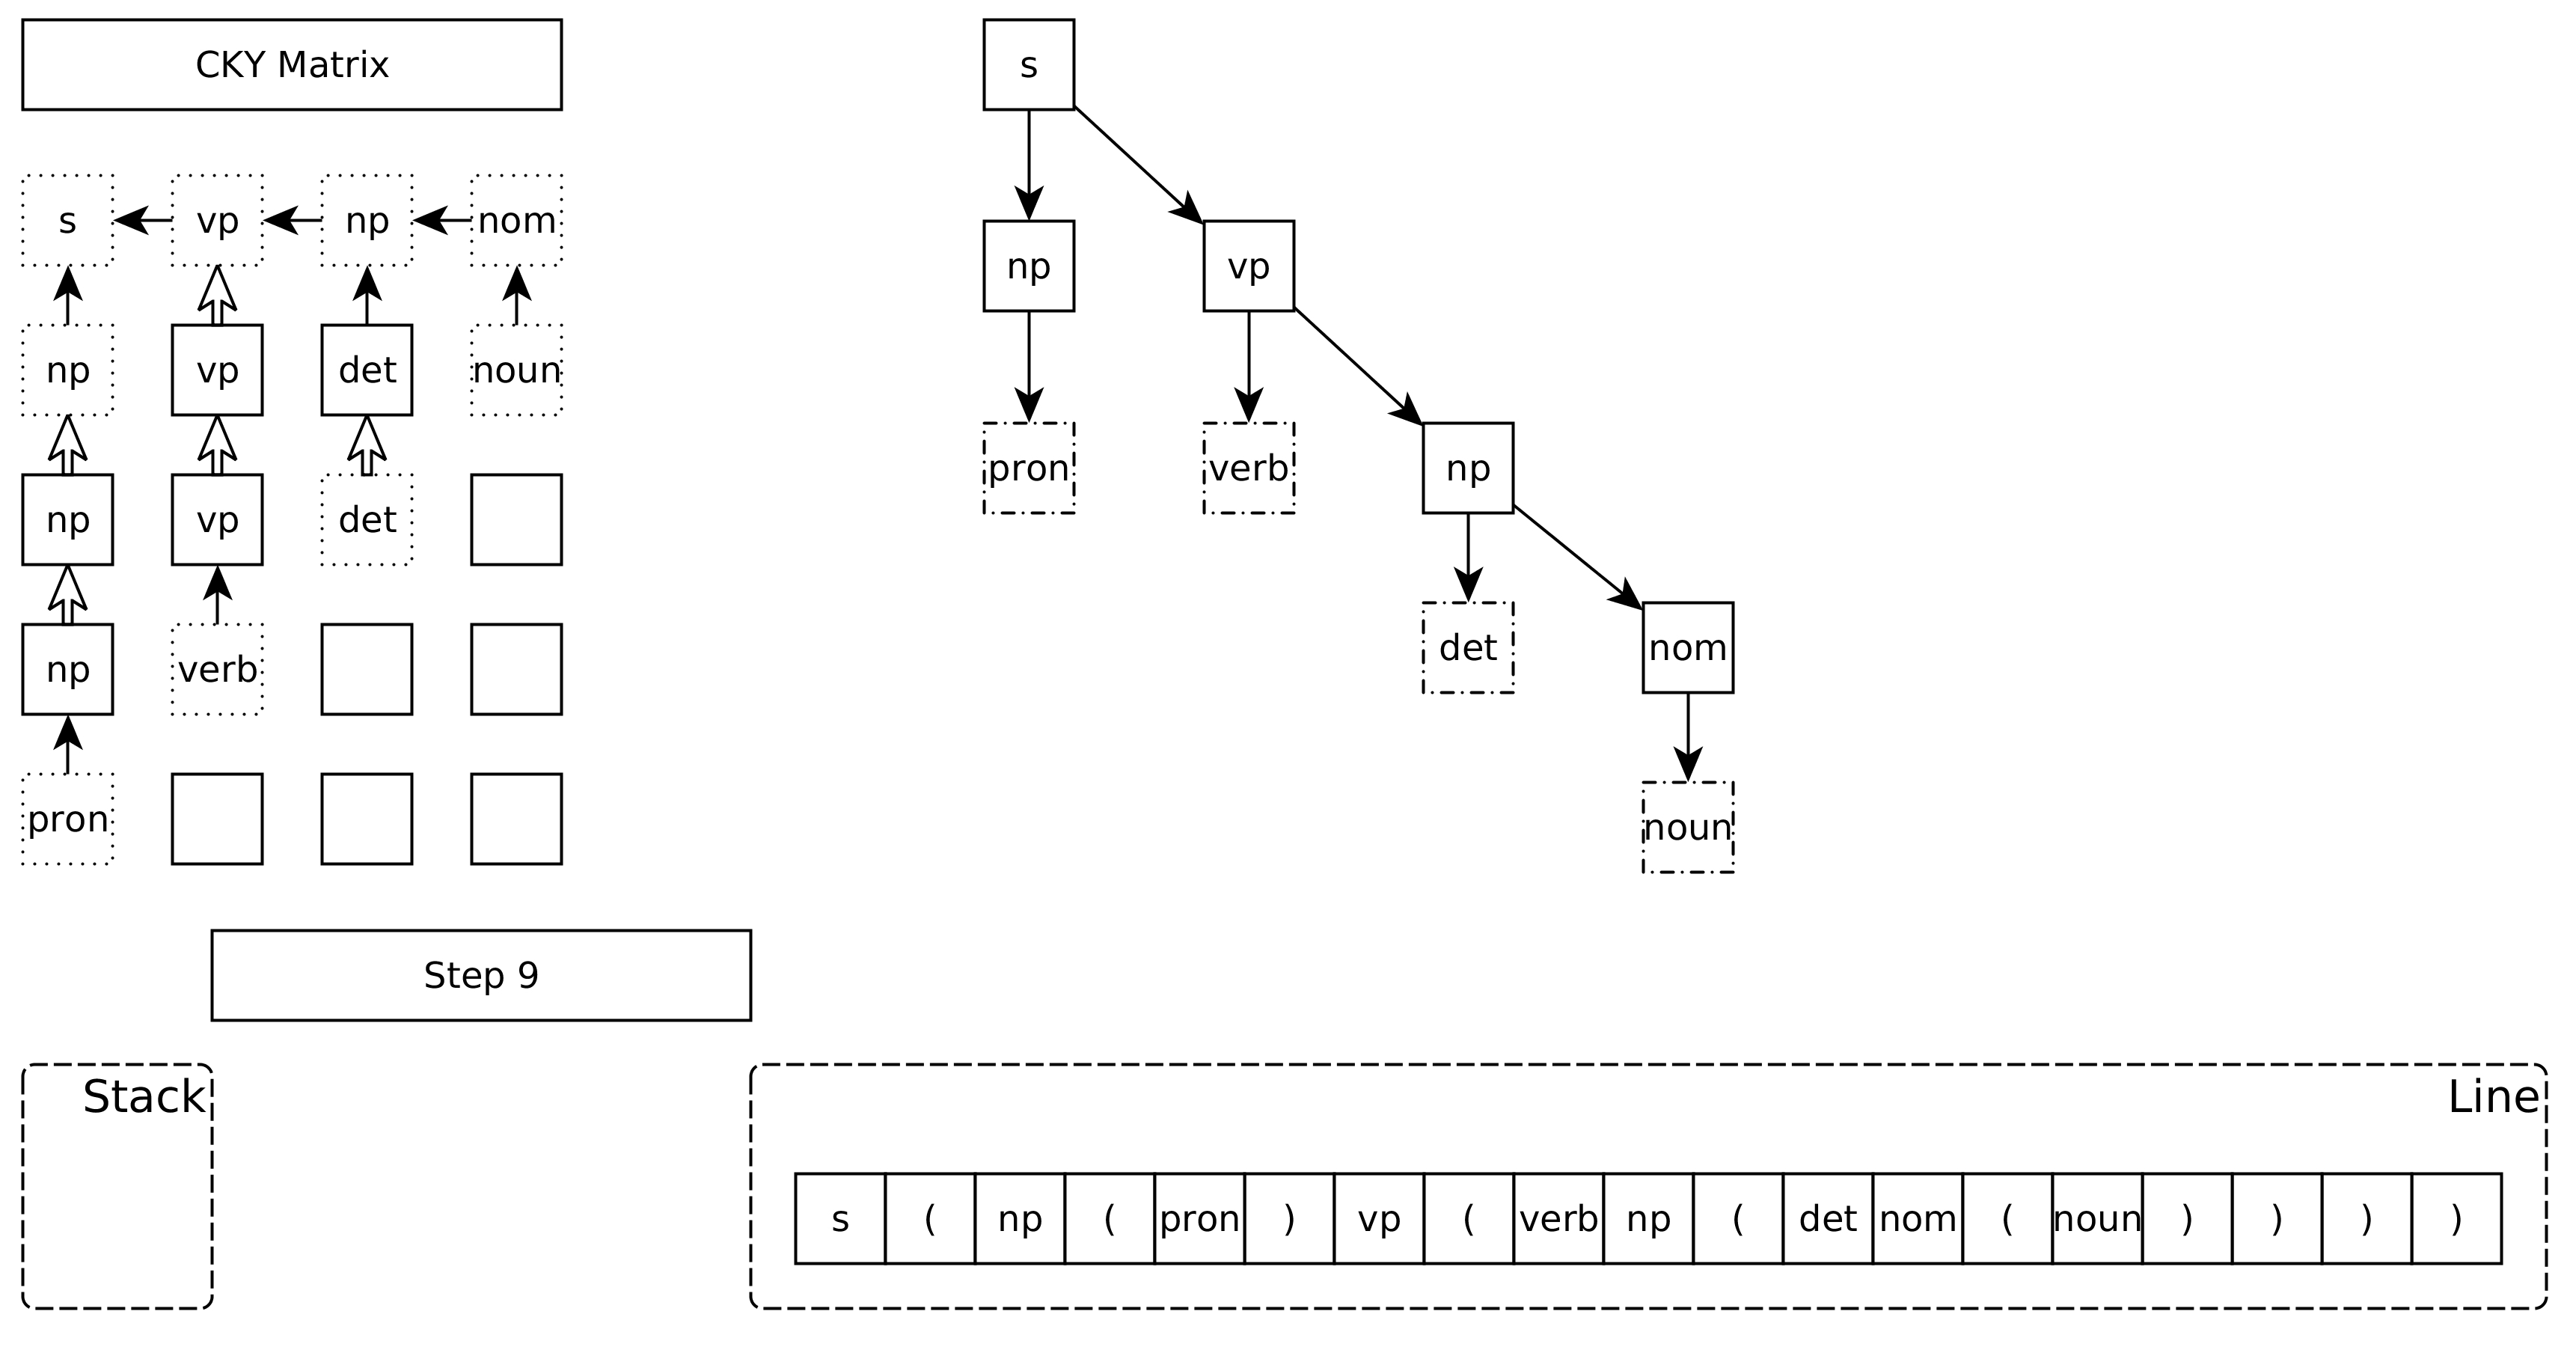 CKY Matrix
s vp np nom
np vp det noun
np vp det
np verb
pron
s
np vp
pron verb np
det nom
noun
Step 9
Stack
Line
s ( np ( pron ) vp ( verb np ( det nom ( noun ) ) ) )